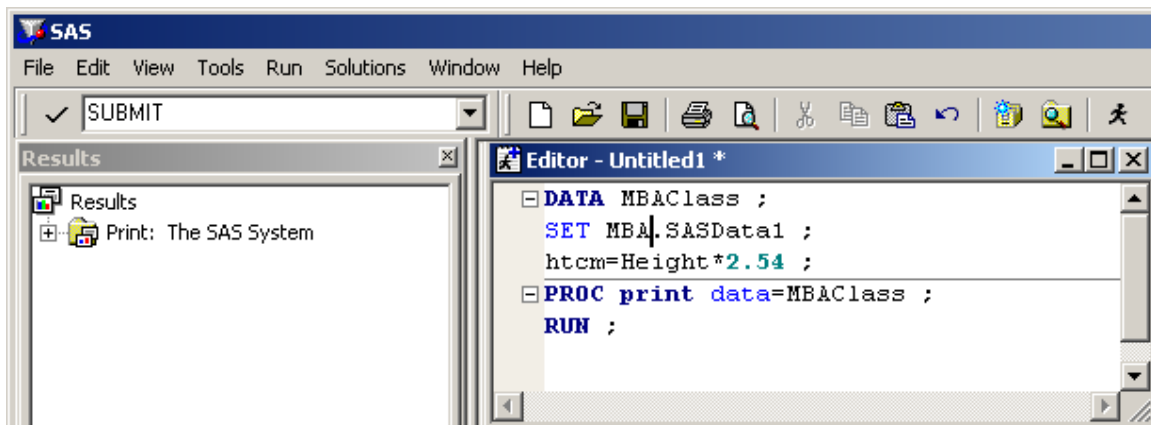 SAS
File Edit View Tools Run Solutions Window Help
SUBMIT
Results
Editor - Untitled1 *
Results
Print: The SAS System
DATA MBAClass ;
SET MBA.SASData1 ;
htcm=Height*2.54 ;
PROC print data=MBAClass ;
RUN ;